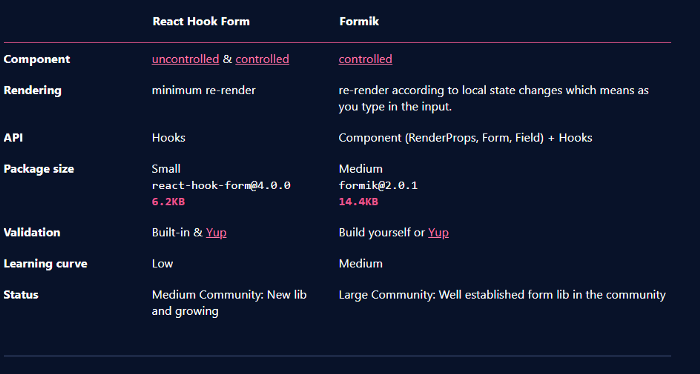 React Hook Form Formik
Component uncontrolled & controlled controlled
Rendering minimum re-render re-render according to local state changes which means as
you type in the input.
API Hooks Component (RenderProps, Form, Field) + Hooks
Package size Small Medium
react-hook-form@4.0.0 formik@2.0.1
6.2KB 14.4KB
Validation Built-in & Yup Build yourself or Yup
Learning curve Low Medium
Status Medium Community: New lib Large Community: Well established form lib in the community
and growing